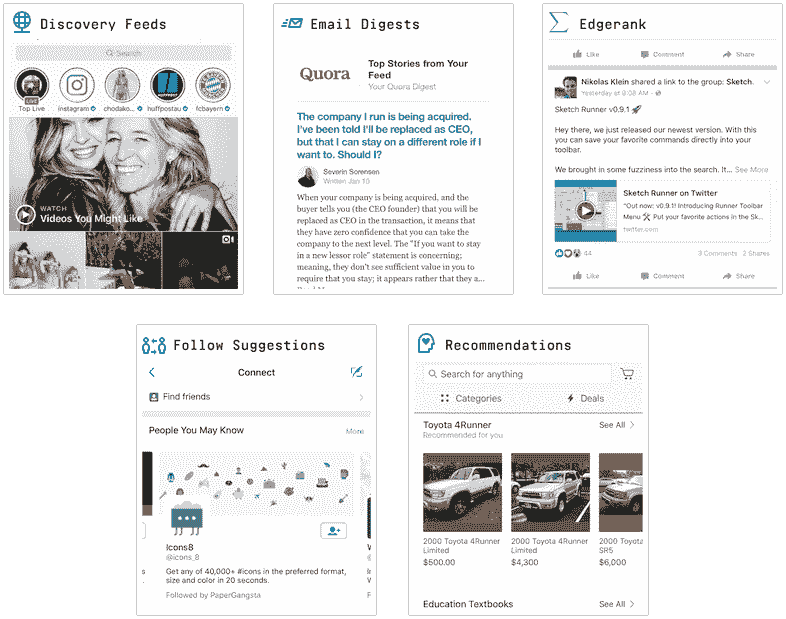 Discovery Feeds
Search
Top Live
instagram
chodako...
huffpostau
fcbayern
WATCH
Videos You Might Like
Email Digests
Quora
Top Stories from Your
Feed
Your Quora Digest
The company I run is being acquired.
I've been told I'll be replaced as CEO,
but that I can stay on a different role if I
want to. Should I?
Severin Sorensen
Written Jan 15
When your company is being acquired, and the
buyer tells you (the CEO founder) that you will be
replaced as CEO in the transaction, it means that
they have zero confidence that you can take the
company to the next level. The "If you want to stay
in a new lessor role" statement is concerning;
meaning, they don't see sufficient value in you to
require that you stay; it appears rather that they a...
Edgerank
Like
Comment
Share
Nikolas Klein shared a link to the group: Sketch.
Yesterday at 8:08 AM
Sketch Runner v0.9.1 🚀
Hey there, we just released our newest version. With this
you can save your favorite commands directly into your
toolbar.
We brought in some fuzziness into the search. It... See More
Sketch Runner on Twitter
"Out now: v0.9.1! Introducing Runner Toolbar
Menu 🛠 Put your favorite actions in the Sk...
twitter.com
44
3 Comments 2 Shares
Like
Comment
Share
Follow Suggestions
Connect
Find friends
People You May Know
More
Icons8
@icons_8
Get any of 40,000+ #icons in the preferred format,
size and color in 20 seconds.
Followed by PaperGangsta
Recommendations
Search for anything
Categories
Deals
Toyota 4Runner
See All
Recommended for you
2000 Toyota 4Runner
Limited
$500.00
2000 Toyota 4Runner
Limited
$4,300
2000 Toyota
SR5
$6,000
Education Textbooks
See All